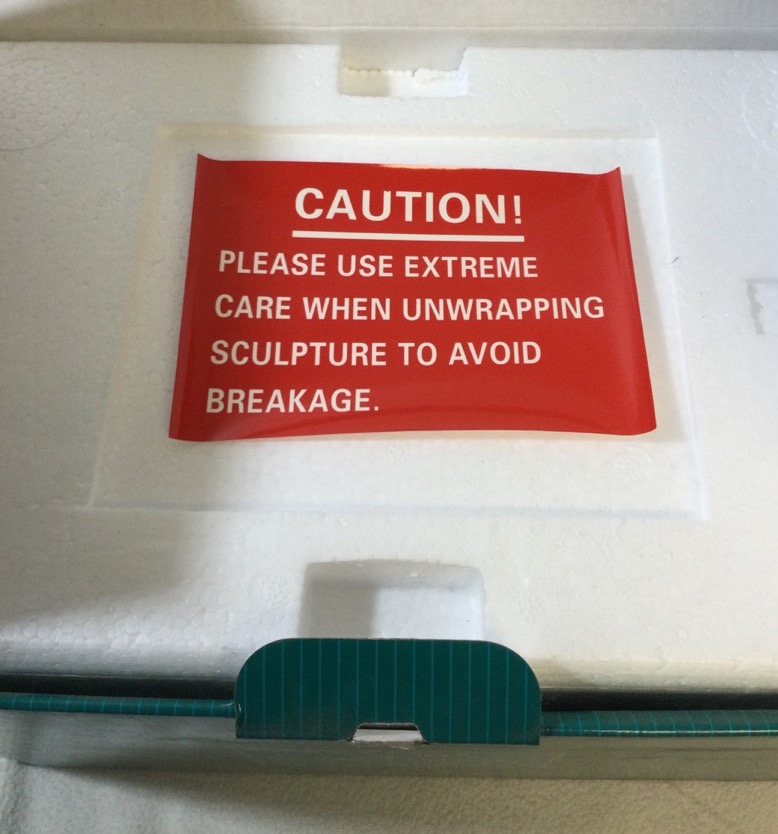 CAUTION!
PLEASE USE EXTREME
CARE WHEN UNWRAPPING
SCULPTURE TO AVOID
BREAKAGE.